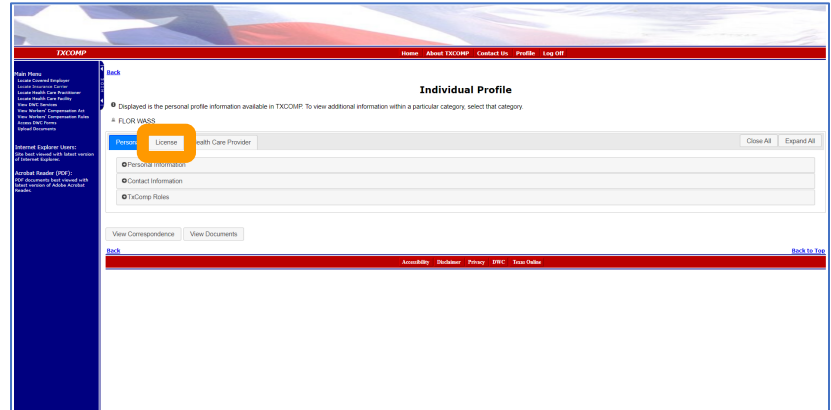 TXCOMP
Home About TXCOMP Contact Us Profile Log Off
Main Menu
Locate Covered Employer
Locate Insurance Carrier
Locate Health Care Practitioner
Locate Health Care Facility
View DWC Services
View Workers' Compensation Act
View Workers' Compensation Rules
Access DWC Forms
Upload Documents
Internet Explorer Users:
Site best viewed with latest version
of Internet Explorer.
Acrobat Reader (PDF):
PDF documents best viewed with
latest version of Adobe Acrobat
Reader.
Back
Individual Profile
Displayed is the personal profile information available in TXCOMP. To view additional information within a particular category, select that category.
FLOR WASS
Person License ealth Care Provider Close All Expand All
Personal Information
Contact Information
TxComp Roles
View Correspondence View Documents
Back Back to Top
Accessibility Disclaimer Privacy DWC Texas Online